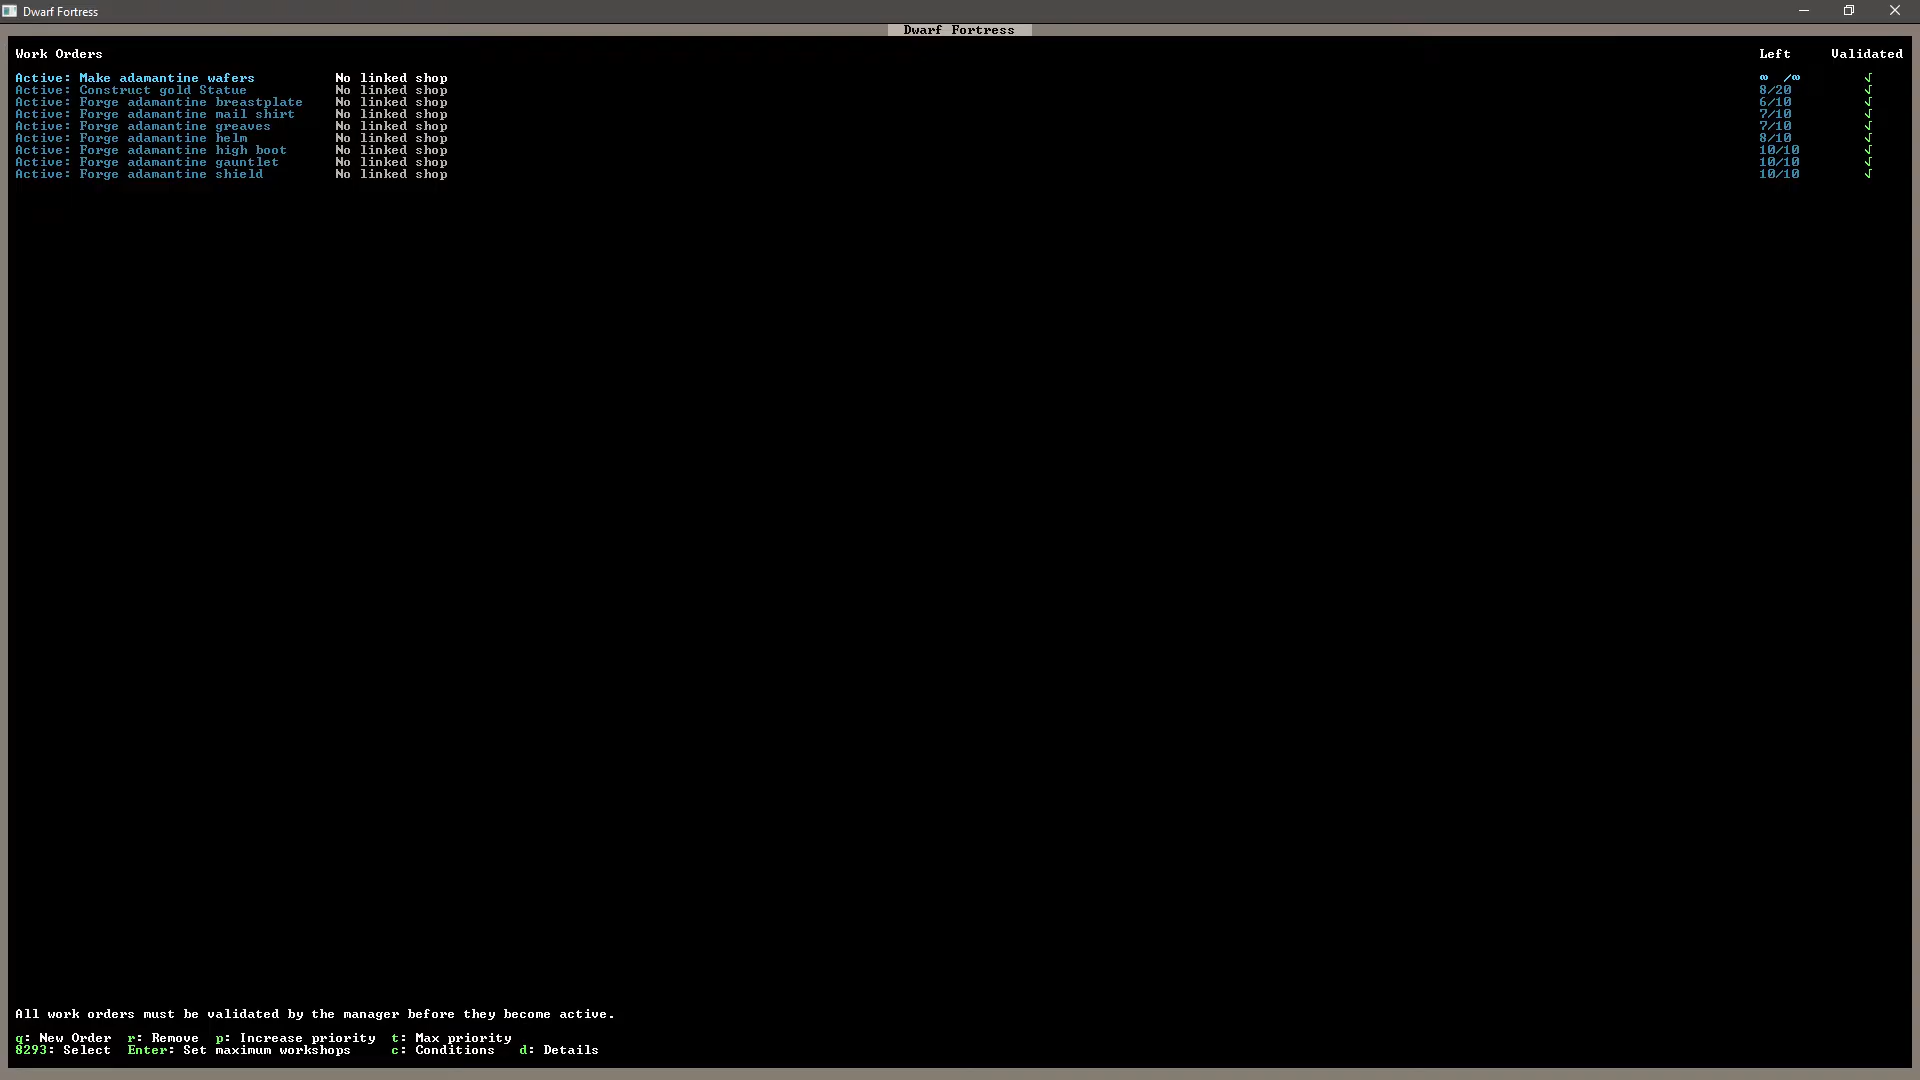 Dwarf Fortress
Dwarf Fortress
Work Orders Left Validated
Active: Make adamantine wafers No linked shop ∞ /∞ √
Active: Construct gold Statue No linked shop 8/20 √
Active: Forge adamantine breastplate No linked shop 6/10 √
Active: Forge adamantine mail shirt No linked shop 7/10 √
Active: Forge adamantine greaves No linked shop 7/10 √
Active: Forge adamantine helm No linked shop 8/10 √
Active: Forge adamantine high boot No linked shop 10/10 √
Active: Forge adamantine gauntlet No linked shop 10/10 √
Active: Forge adamantine shield No linked shop 10/10 √
All work orders must be validated by the manager before they become active.
q: New Order r: Remove p: Increase priority t: Max priority
8293: Select Enter: Set maximum workshops c: Conditions d: Details